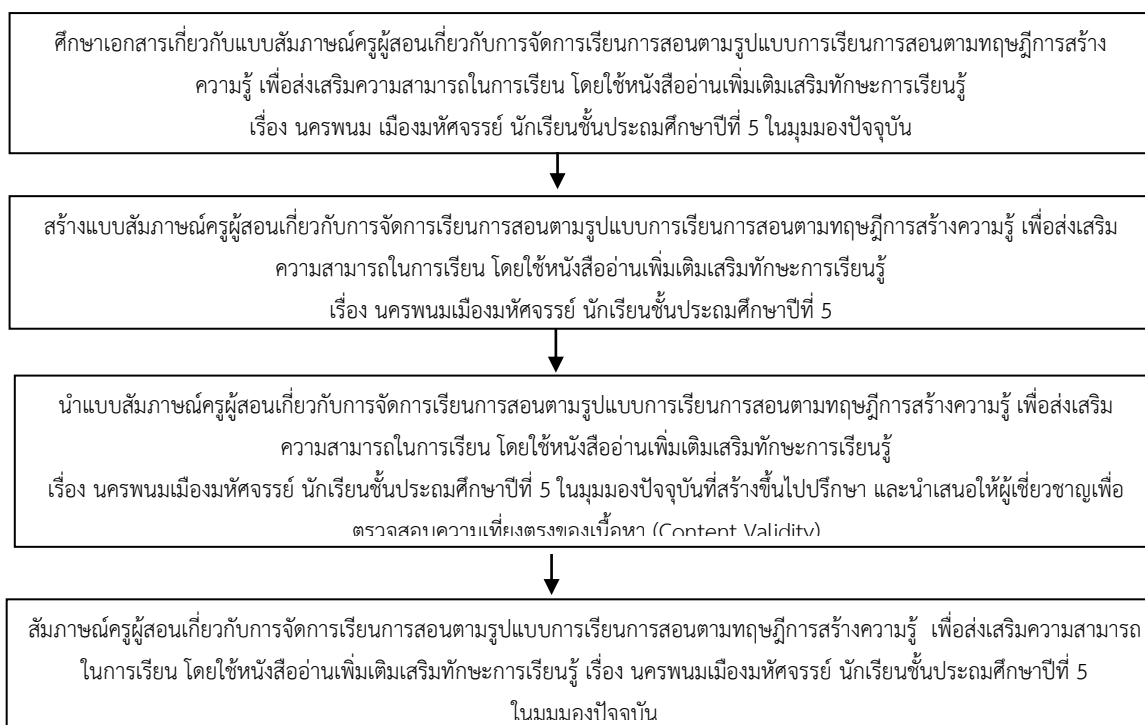 ศึกษาเอกสารเกี่ยวกับแบบสัมภาษณ์ครูผู้สอนเกี่ยวกับการจัดการเรียนการสอนตามรูปแบบการเรียนการสอนตามทฤษฎีการสร้าง
ความรู้ เพื่อส่งเสริมความสามารถในการเรียน โดยใช้หนังสืออ่านเพิ่มเติมเสริมทักษะการเรียนรู้
เรื่อง นครพนม เมืองมหัศจรรย์ นักเรียนชั้นประถมศึกษาปีที่ 5 ในมุมมองปัจจุบัน
สร้างแบบสัมภาษณ์ครูผู้สอนเกี่ยวกับการจัดการเรียนการสอนตามรูปแบบการเรียนการสอนตามทฤษฎีการสร้างความรู้ เพื่อส่งเสริม
ความสามารถในการเรียน โดยใช้หนังสืออ่านเพิ่มเติมเสริมทักษะการเรียนรู้
เรื่อง นครพนมเมืองมหัศจรรย์ นักเรียนชั้นประถมศึกษาปีที่ 5
นำแบบสัมภาษณ์ครูผู้สอนเกี่ยวกับการจัดการเรียนการสอนตามรูปแบบการเรียนการสอนตามทฤษฎีการสร้างความรู้ เพื่อส่งเสริม
ความสามารถในการเรียน โดยใช้หนังสืออ่านเพิ่มเติมเสริมทักษะการเรียนรู้
เรื่อง นครพนมเมืองมหัศจรรย์ นักเรียนชั้นประถมศึกษาปีที่ 5 ในมุมมองปัจจุบันที่สร้างขึ้นไปปรึกษา และนำเสนอให้ผู้เชี่ยวชาญเพื่อ
ตรวจสอบความเที่ยงตรงของเนื้อหา (Content Validity)
สัมภาษณ์ครูผู้สอนเกี่ยวกับการจัดการเรียนการสอนตามรูปแบบการเรียนการสอนตามทฤษฎีการสร้างความรู้ เพื่อส่งเสริมความสามารถ
ในการเรียน โดยใช้หนังสืออ่านเพิ่มเติมเสริมทักษะการเรียนรู้ เรื่อง นครพนมเมืองมหัศจรรย์ นักเรียนชั้นประถมศึกษาปีที่ 5
ในมุมมองปัจจุบัน